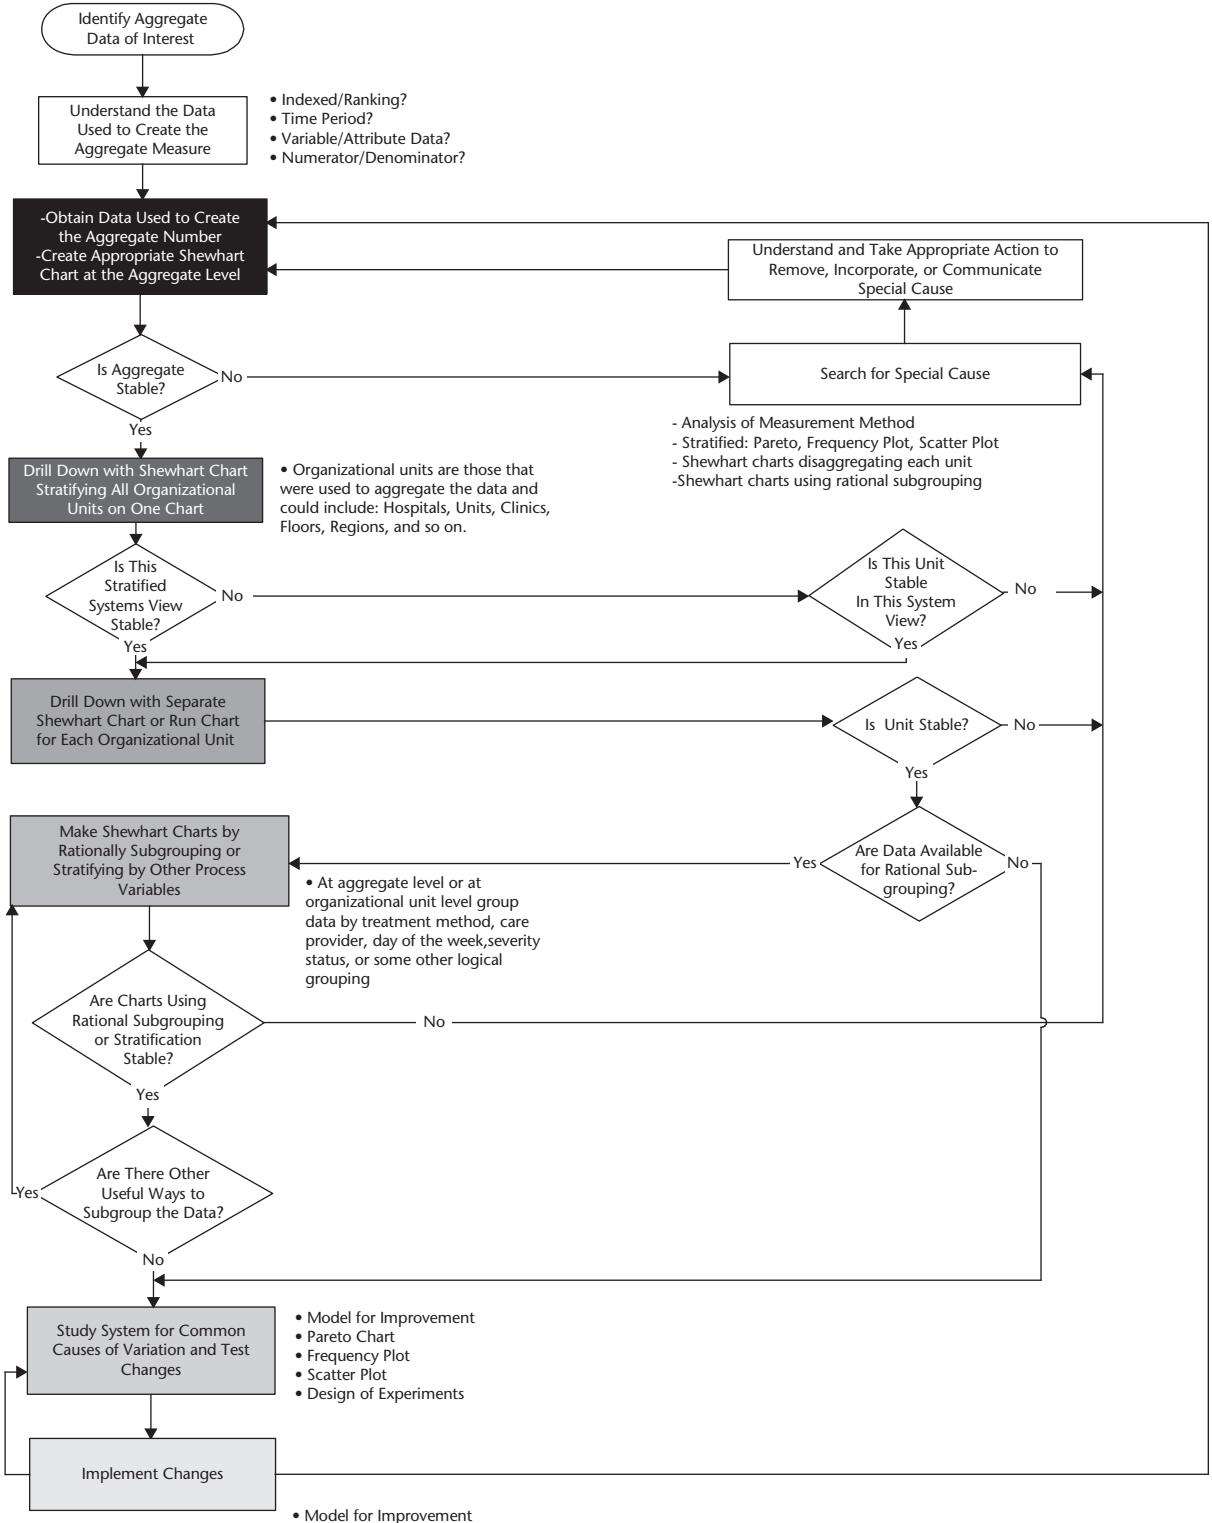 Identify Aggregate
Data of Interest
Understand the Data
Used to Create the
Aggregate Measure
• Indexed/Ranking?
• Time Period?
• Variable/Attribute Data?
• Numerator/Denominator?
-Obtain Data Used to Create
the Aggregate Number
-Create Appropriate Shewhart
Chart at the Aggregate Level
Understand and Take Appropriate Action to
Remove, Incorporate, or Communicate
Special Cause
Is Aggregate
Stable?
No
Search for Special Cause
Yes
- Analysis of Measurement Method
- Stratified: Pareto, Frequency Plot, Scatter Plot
- Shewhart charts disaggregating each unit
-Shewhart charts using rational subgrouping
Drill Down with Shewhart Chart
Stratifying All Organizational
Units on One Chart
• Organizational units are those that
were used to aggregate the data and
could include: Hospitals, Units, Clinics,
Floors, Regions, and so on.
Is This
Stratified
Systems View
Stable?
No
Yes
Is This Unit
Stable
In This System
View?
No
Yes
Drill Down with Separate
Shewhart Chart or Run Chart
for Each Organizational Unit
Is Unit Stable?
No
Yes
Make Shewhart Charts by
Rationally Subgrouping or
Stratifying by Other Process
Variables
Yes
Are Data Available
for Rational Sub-
grouping?
No
• At aggregate level or at
organizational unit level group
data by treatment method, care
provider, day of the week,severity
status, or some other logical
grouping
Are Charts Using
Rational Subgrouping
or Stratification
Stable?
No
Yes
Are There Other
Useful Ways to
Subgroup the Data?
Yes
No
Study System for Common
Causes of Variation and Test
Changes
• Model for Improvement
• Pareto Chart
• Frequency Plot
• Scatter Plot
• Design of Experiments
Implement Changes
• Model for Improvement